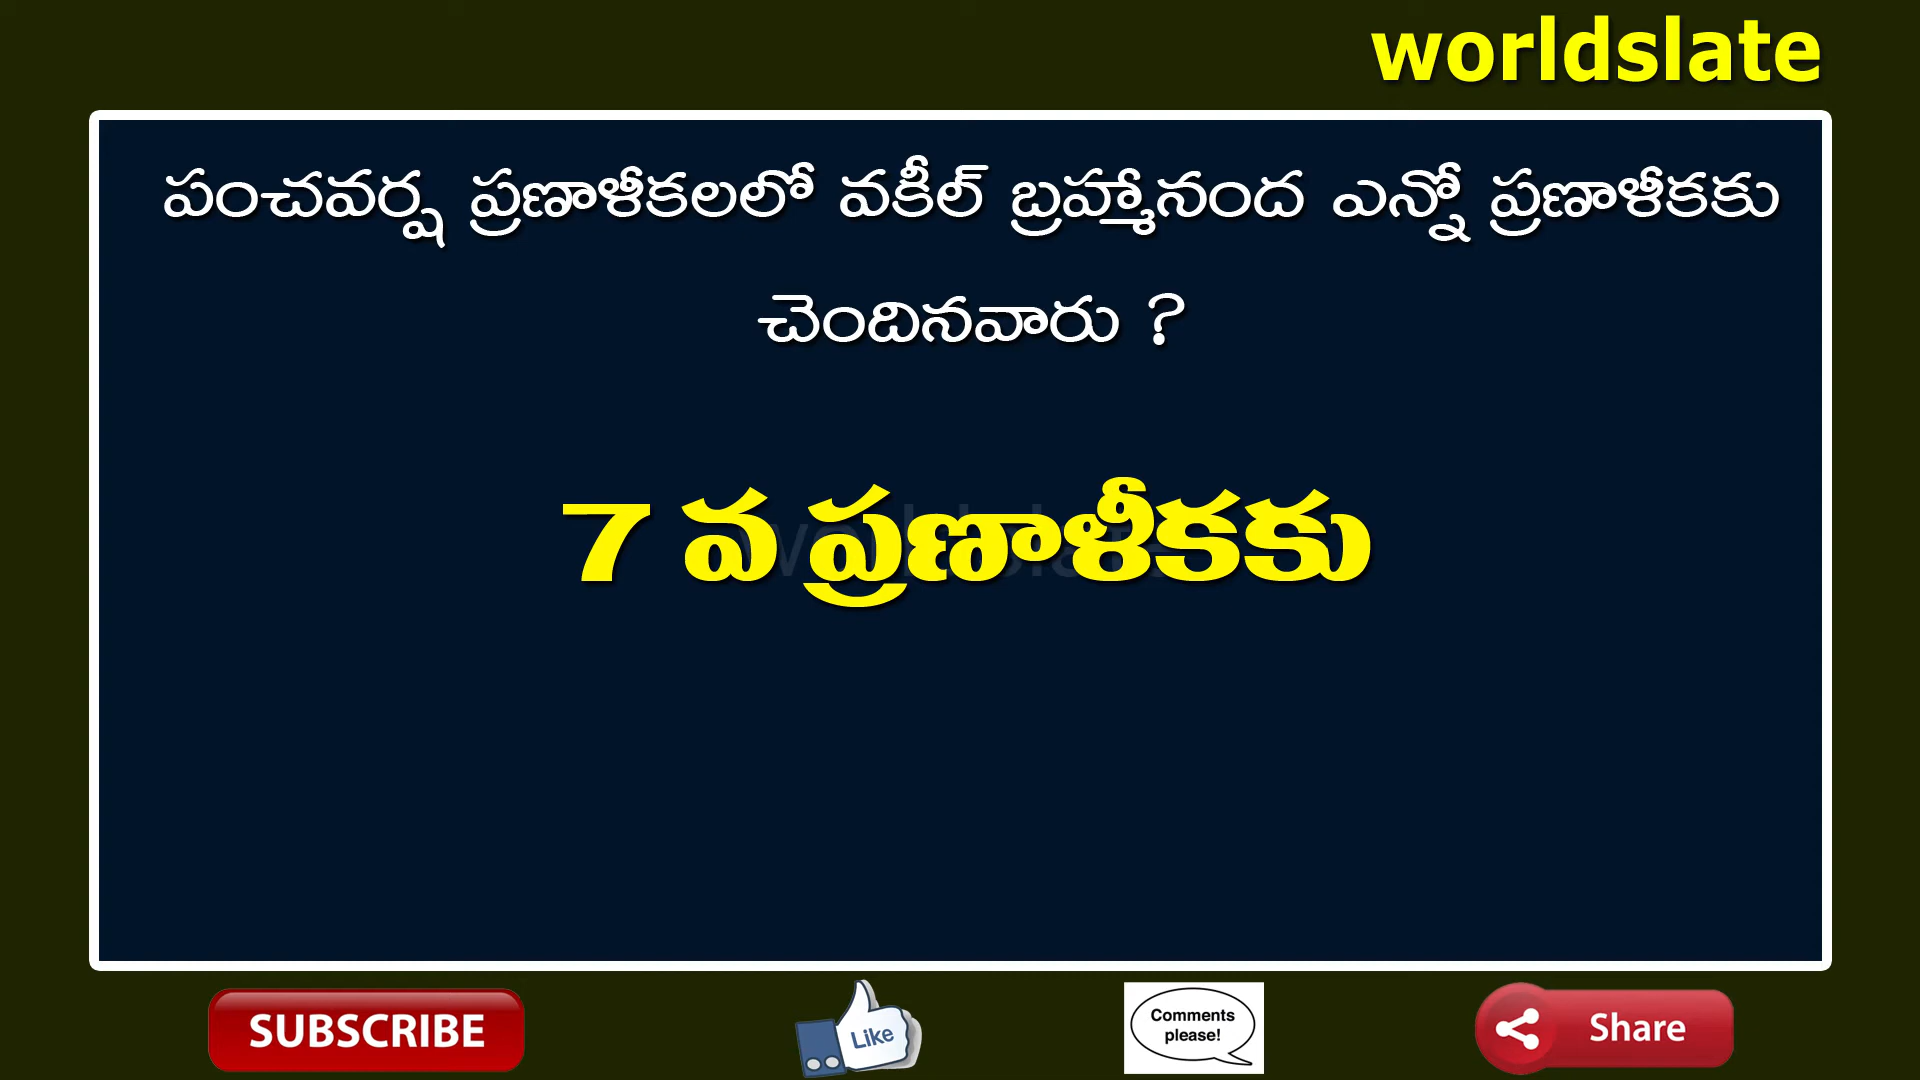 worldslate
పంచవర్ష ప్రణాళీకలలో వకీల్ బ్రహ్మానంద ఎన్నో ప్రణాళీకకు
చెందినవారు ?
7 వ ప్రణాళీకకు
SUBSCRIBE
Like
Comments
please!
Share